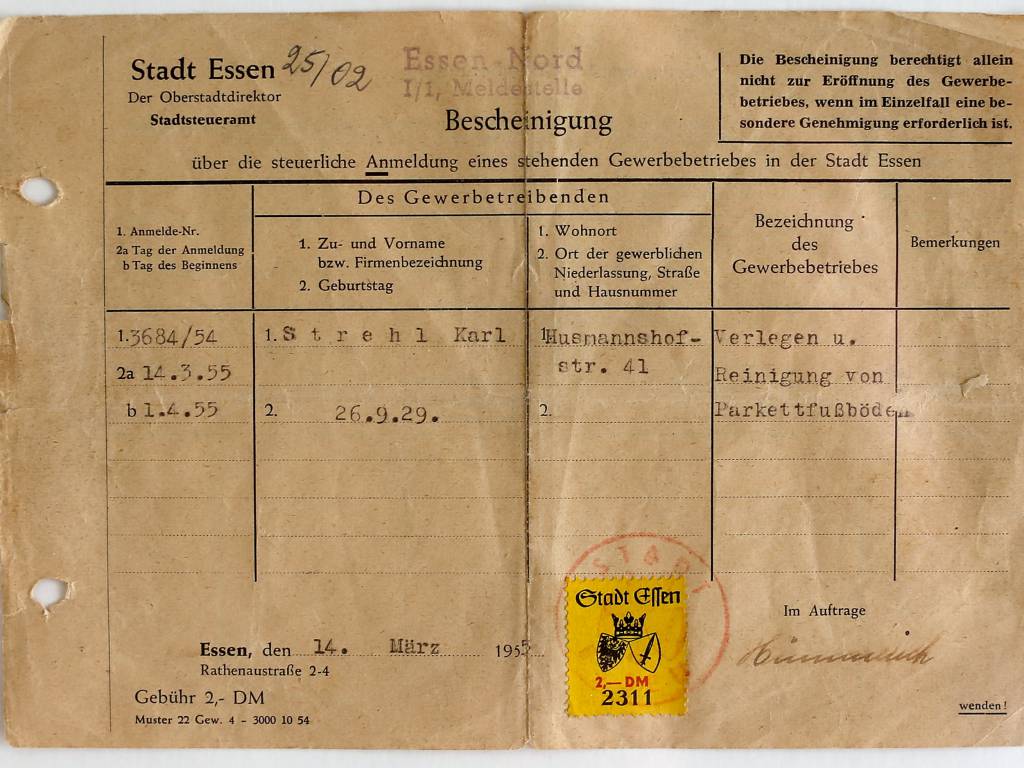 Stadt Essen 25/02
Der Oberstadtdirektor
Stadtsteueramt
Essen-Nord
I/1, Meldestelle
Bescheinigung
Die Bescheinigung berechtigt allein
nicht zur Eröffnung des Gewerbe-
betriebes, wenn im Einzelfall eine be-
sondere Genehmigung erforderlich ist.
über die steuerliche Anmeldung eines stehenden Gewerbebetriebes in der Stadt Essen
Des Gewerbetreibenden
1. Anmelde-Nr.
2a Tag der Anmeldung
b Tag des Beginnens
1. Zu- und Vorname
bzw. Firmenbezeichnung
2. Geburtstag
1. Wohnort
2. Ort der gewerblichen
Niederlassung, Straße
und Hausnummer
Bezeichnung
des
Gewerbebetriebes
Bemerkungen
1. 3684/54
2a 14.3.55
b 1.4.55
1. S t r e h l Karl
2. 26.9.29.
1. Husmannshof-
str. 41
2.
Verlegen u.
Reinigung von
Parkettfußböden
STADT
Stadt Essen
2,— DM
2311
Im Auftrage
Essen, den 14. März 1955
Rathenaustraße 2-4
Gebühr 2,- DM
Muster 22 Gew. 4 - 3000 10 54
wenden!